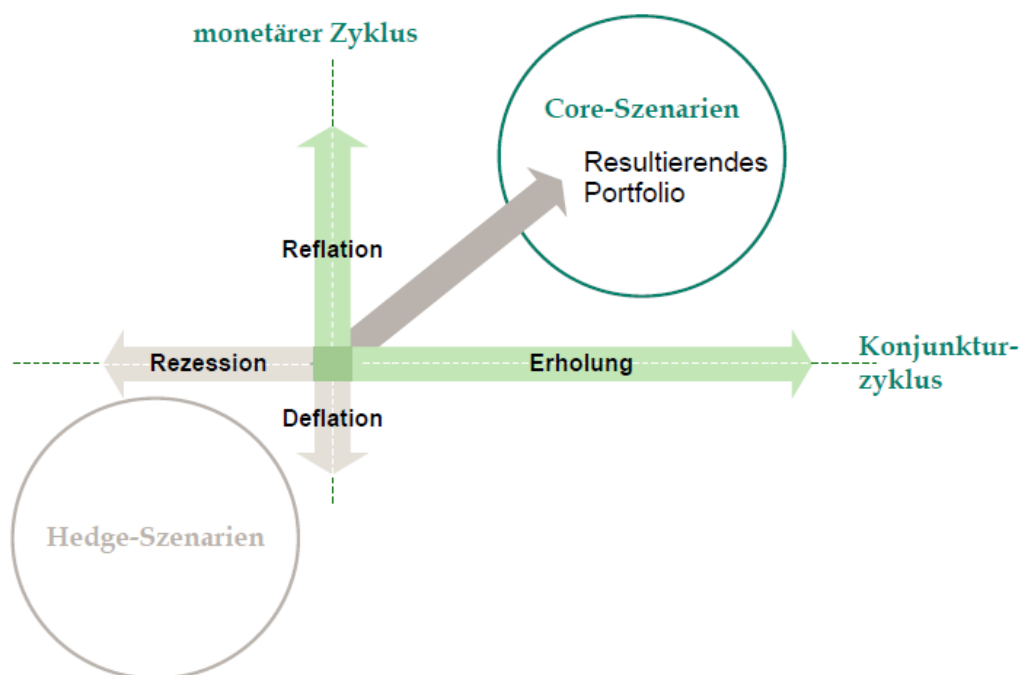 monetärer Zyklus
Core-Szenarien
Resultierendes
Portfolio
Reflation
Rezession
Erholung
Konjunktur-
zyklus
Deflation
Hedge-Szenarien